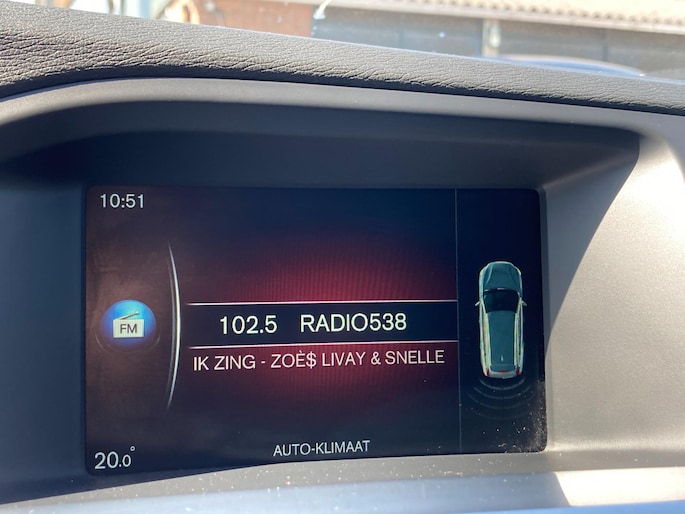 10:51
FM
102.5 RADIO538
IK ZING - ZOÈ$ LIVAY & SNELLE
AUTO-KLIMAAT
20.0°